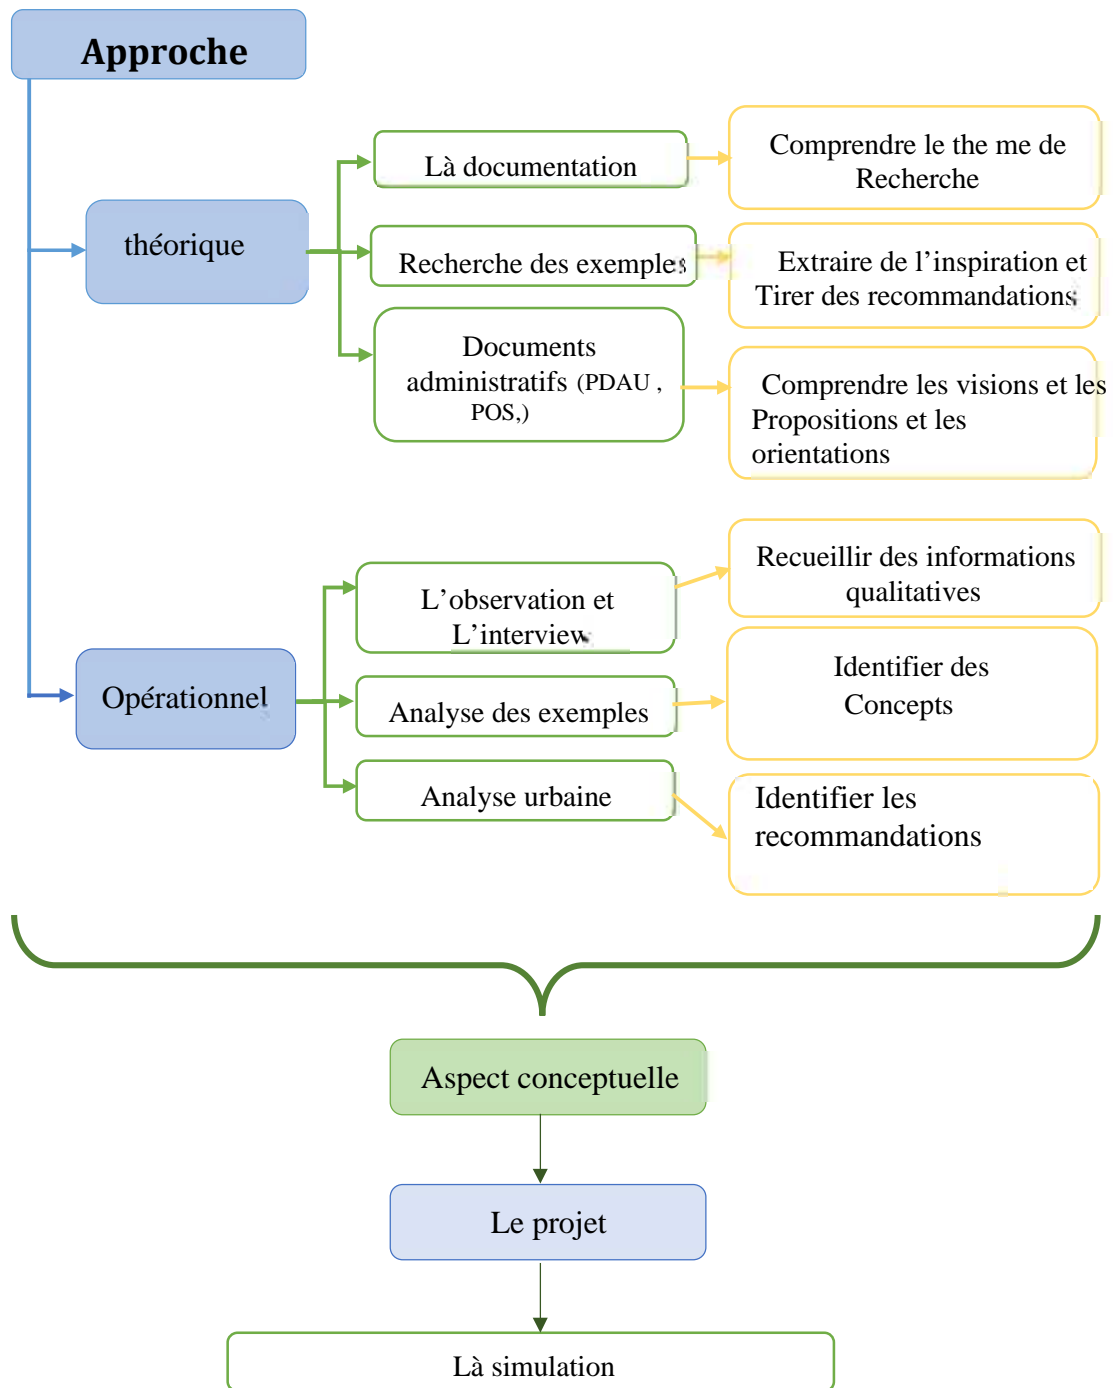 Approche
théorique
Là documentation
Comprendre le the me de
Recherche
Recherche des exemples
Extraire de l’inspiration et
Tirer des recommandations
Documents
administratifs (PDAU ,
POS,)
Comprendre les visions et les
Propositions et les
orientations
Opérationnel
L’observation et
L’interview
Recueillir des informations
qualitatives
Analyse des exemples
Identifier des
Concepts
Analyse urbaine
Identifier les
recommandations
Aspect conceptuelle
Le projet
Là simulation